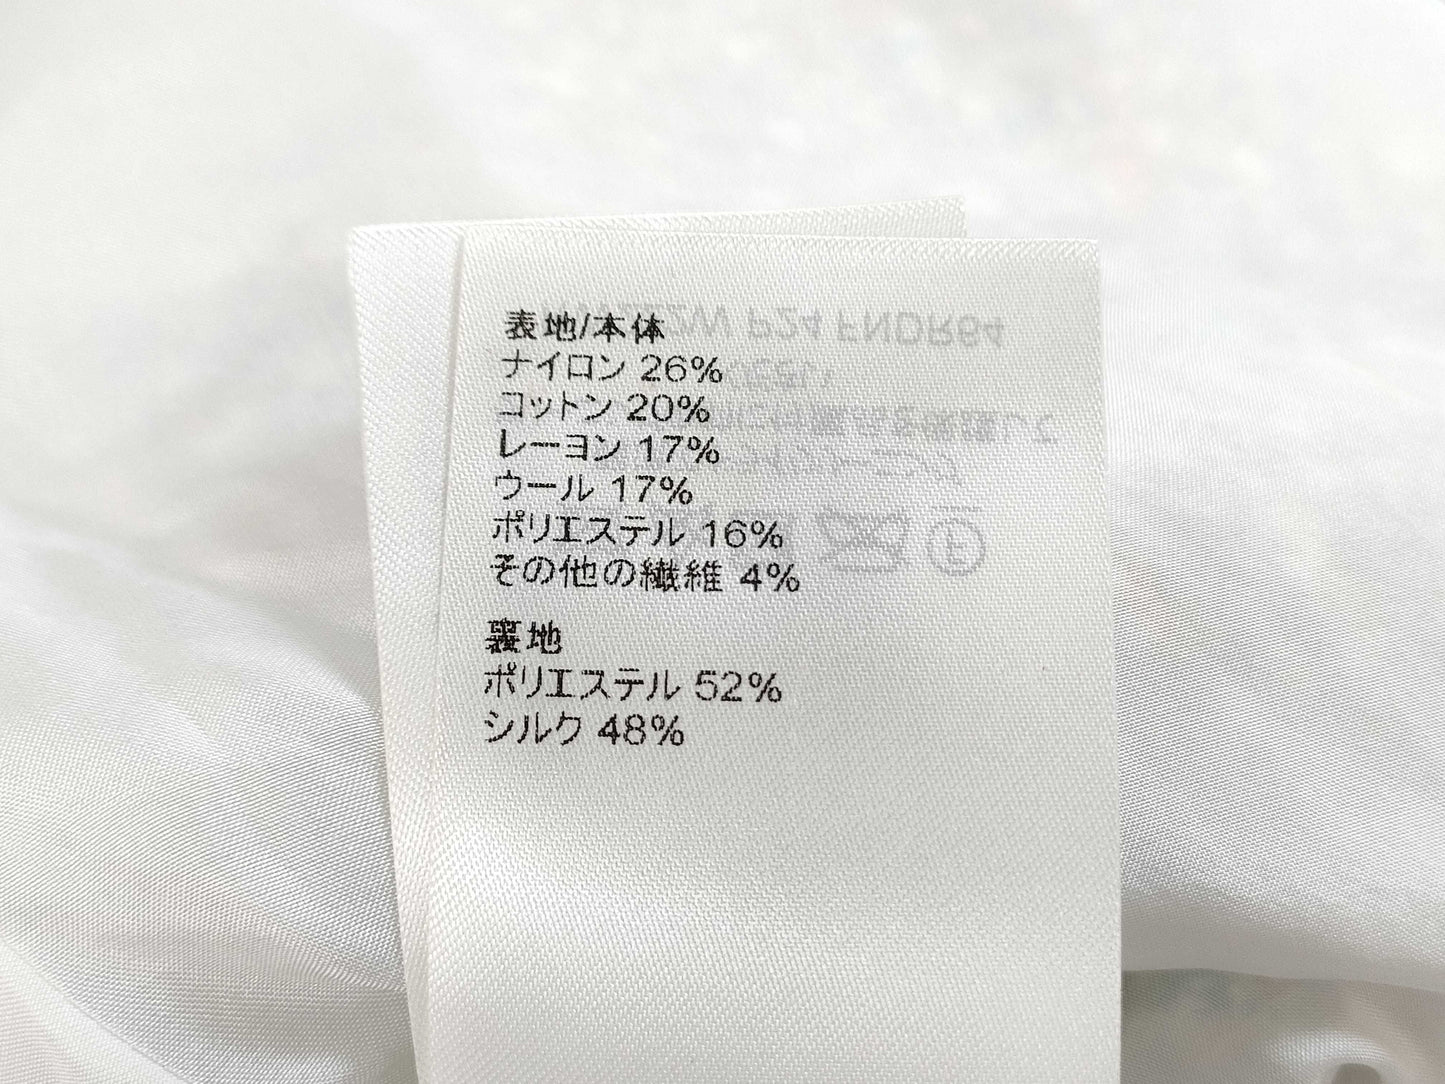 表地/本体
ナイロン 26%
コットン 20%
レーヨン 17%
ウール 17%
ポリエステル 16%
その他の繊維 4%
裏地
ポリエステル 52%
シルク 48%
P24 FNDR64